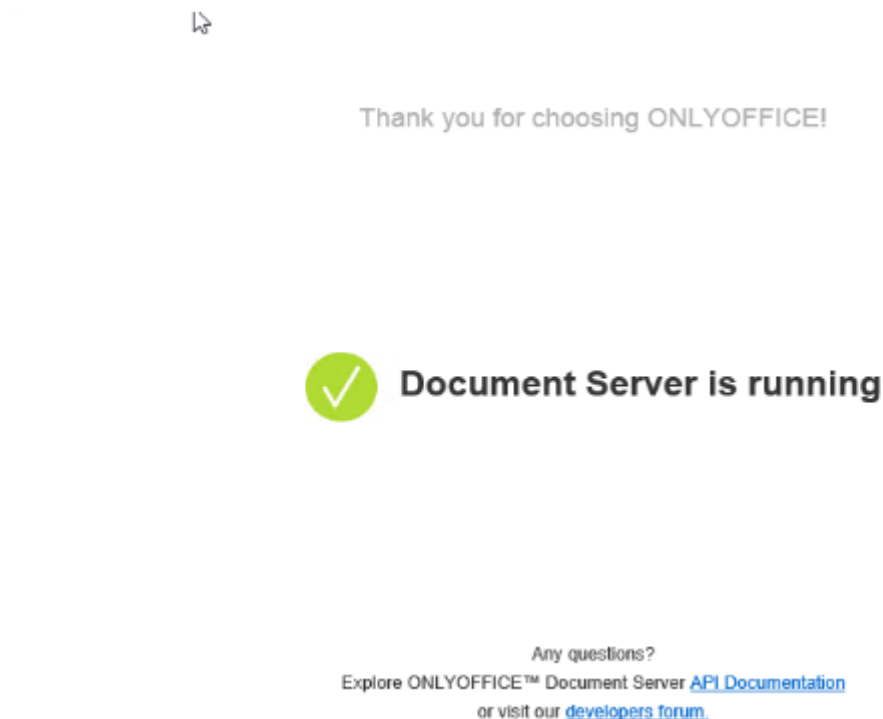 Thank you for choosing ONLYOFFICE!
Document Server is running
Any questions?
Explore ONLYOFFICE™ Document Server API Documentation
or visit our developers forum.